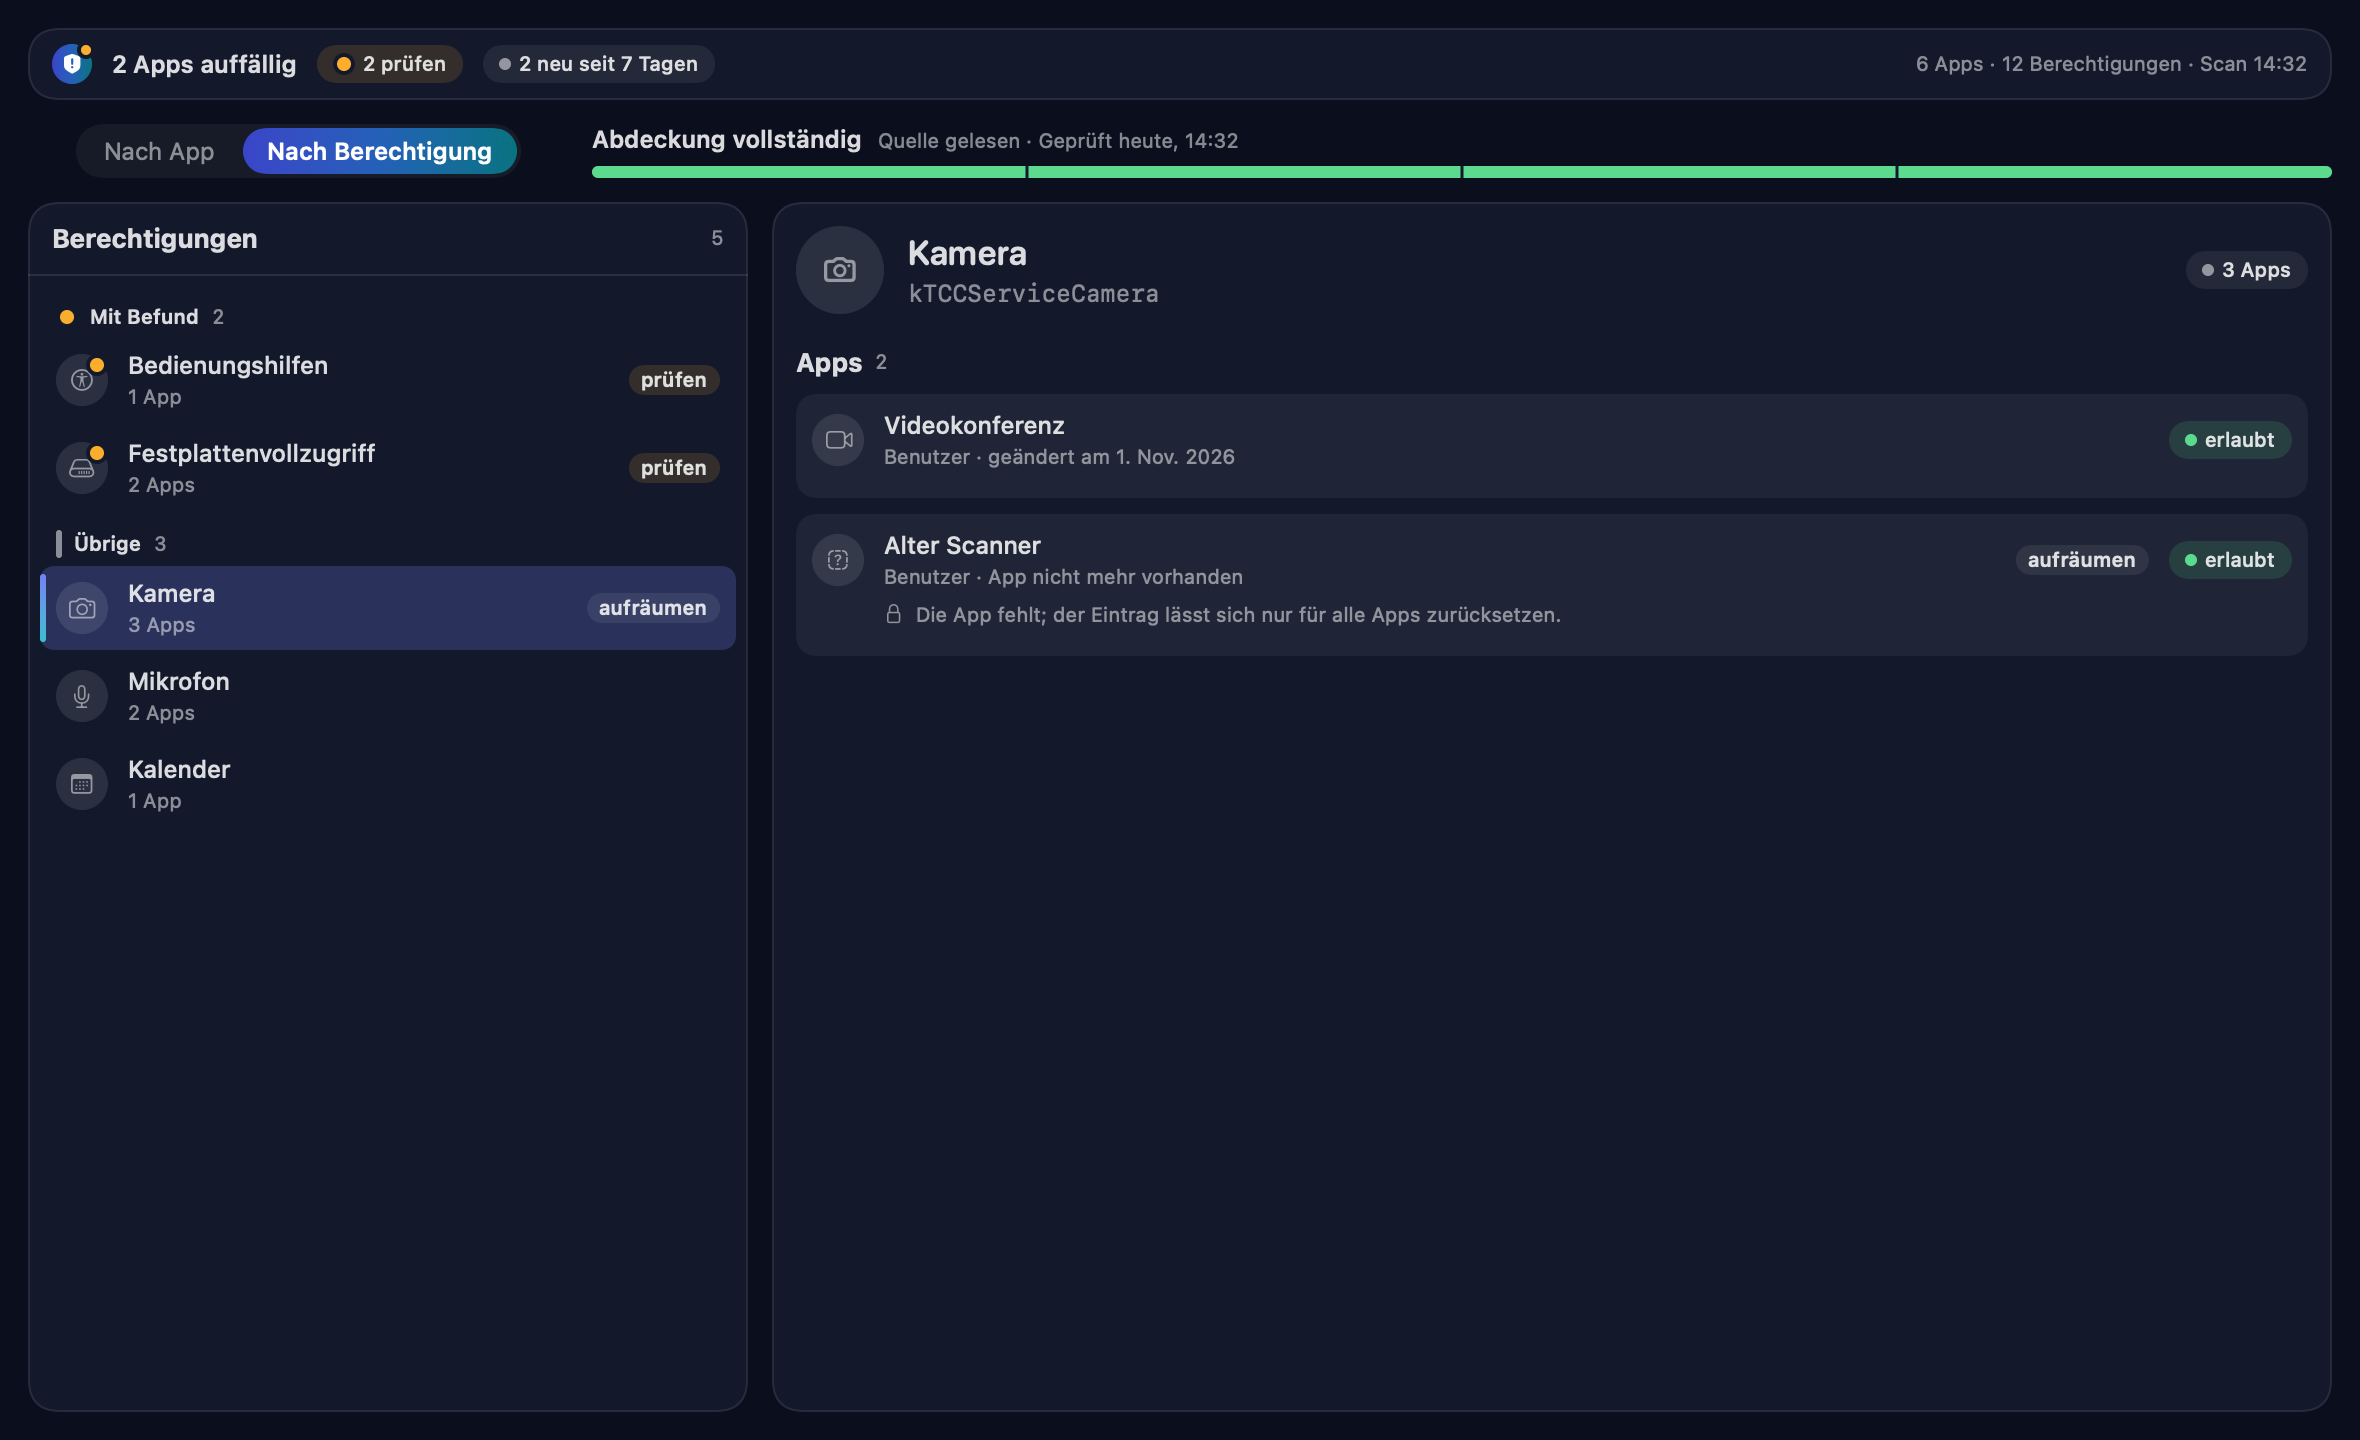 2 Apps auffällig
2 prüfen
2 neu seit 7 Tagen
6 Apps · 12 Berechtigungen · Scan 14:32
Nach App
Nach Berechtigung
Abdeckung vollständig
Quelle gelesen · Geprüft heute, 14:32
Berechtigungen
5
Mit Befund 2
Bedienungshilfen
1 App
prüfen
Festplattenvollzugriff
2 Apps
prüfen
Übrige 3
Kamera
3 Apps
aufräumen
Mikrofon
2 Apps
Kalender
1 App
Kamera
kTCCServiceCamera
3 Apps
Apps 2
Videokonferenz
Benutzer · geändert am 1. Nov. 2026
erlaubt
Alter Scanner
Benutzer · App nicht mehr vorhanden
aufräumen
erlaubt
Die App fehlt; der Eintrag lässt sich nur für alle Apps zurücksetzen.